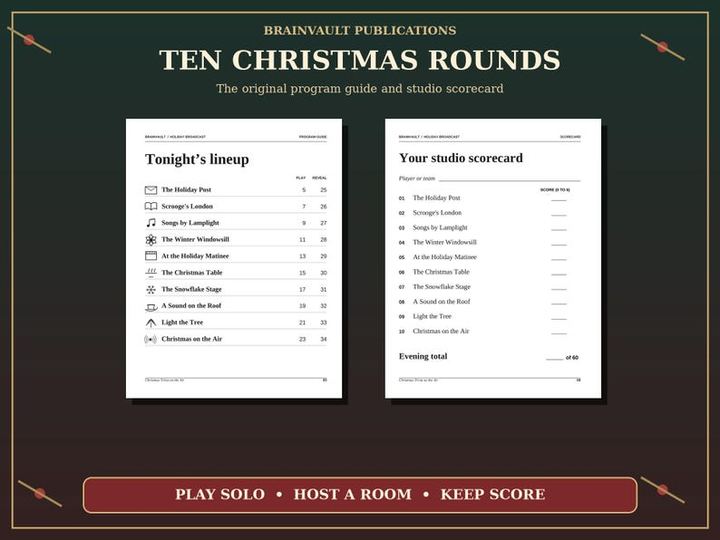 BRAINVAULT PUBLICATIONS
TEN CHRISTMAS ROUNDS
The original program guide and studio scorecard
BRAINVAULT / HOLIDAY BROADCAST PROGRAM GUIDE
Tonight's lineup
PLAY REVEAL
The Holiday Post 5 25
Scrooge's London 7 26
Songs by Lamplight 9 27
The Winter Windowsill 11 28
At the Holiday Matinee 13 29
The Christmas Table 15 30
The Snowflake Stage 17 31
A Sound on the Roof 19 32
Light the Tree 21 33
Christmas on the Air 23 34
BRAINVAULT / HOLIDAY BROADCAST SCORECARD
Your studio scorecard
Player or team
SCORE (0 TO 6)
01 The Holiday Post
02 Scrooge's London
03 Songs by Lamplight
04 The Winter Windowsill
05 At the Holiday Matinee
06 The Christmas Table
07 The Snowflake Stage
08 A Sound on the Roof
09 Light the Tree
10 Christmas on the Air
Evening total of 60
PLAY SOLO • HOST A ROOM • KEEP SCORE